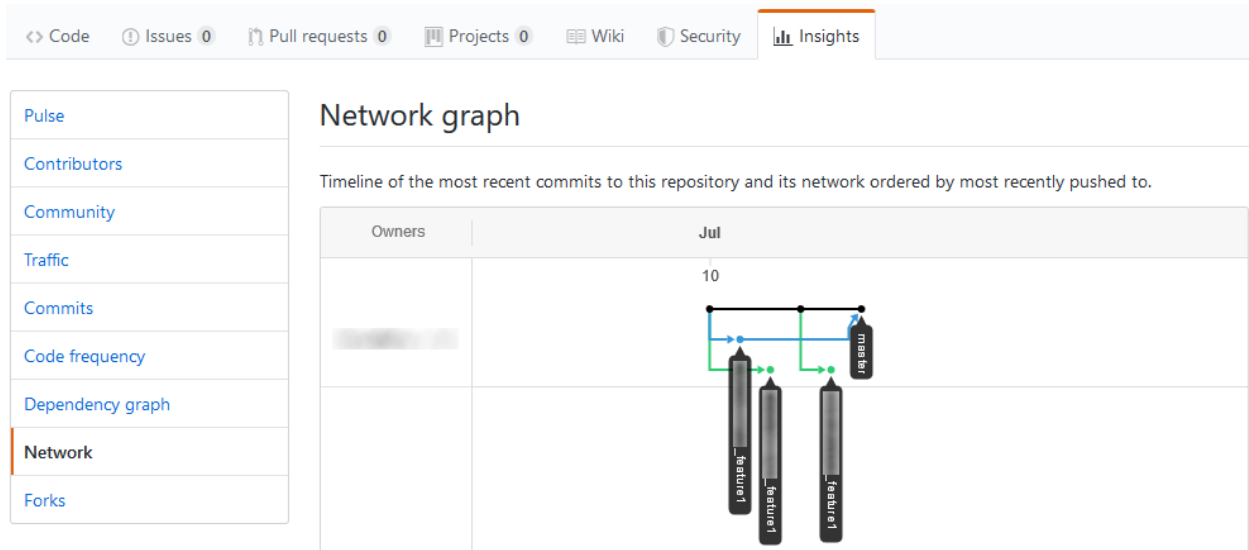 Code Issues 0 Pull requests 0 Projects 0 Wiki Security Insights
Pulse
Contributors
Community
Traffic
Commits
Code frequency
Dependency graph
Network
Forks
Network graph
Timeline of the most recent commits to this repository and its network ordered by most recently pushed to.
Owners
Jul
10
master
_feature1
_feature1
_feature1